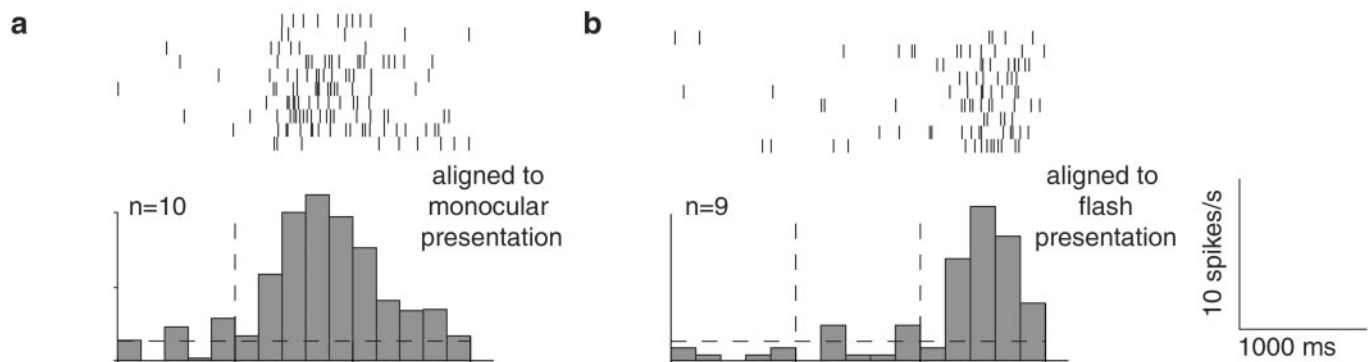 a
b
n=10
aligned to
monocular
presentation
n=9
aligned to
flash
presentation
10 spikes/s
1000 ms